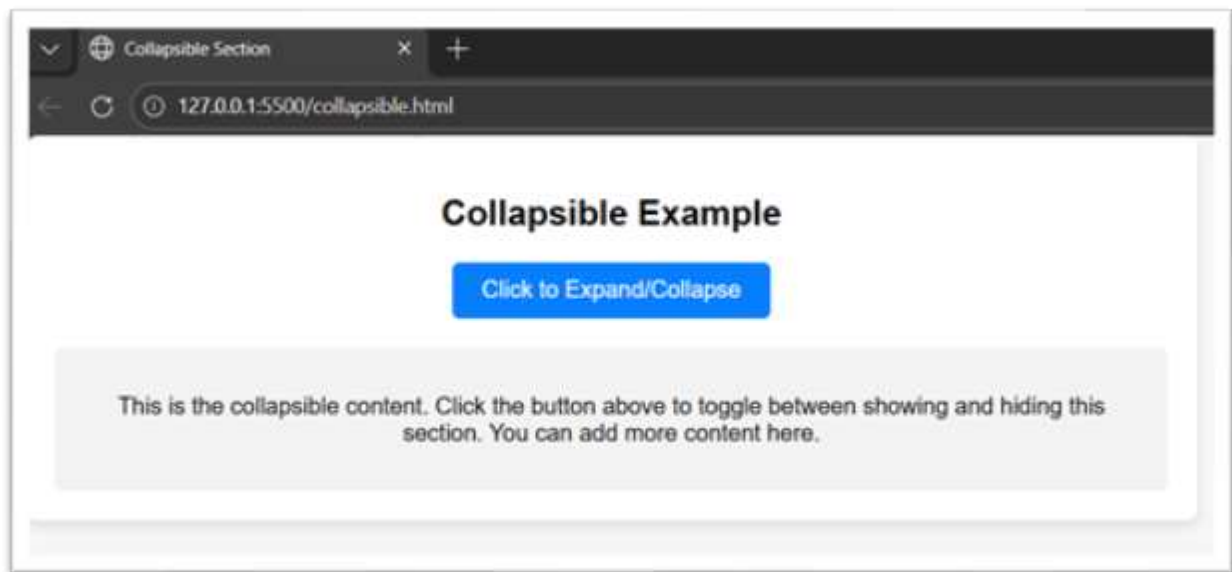 Collapsible Section
127.0.0.1:5500/collapsible.html
Collapsible Example
Click to Expand/Collapse
This is the collapsible content. Click the button above to toggle between showing and hiding this
section. You can add more content here.